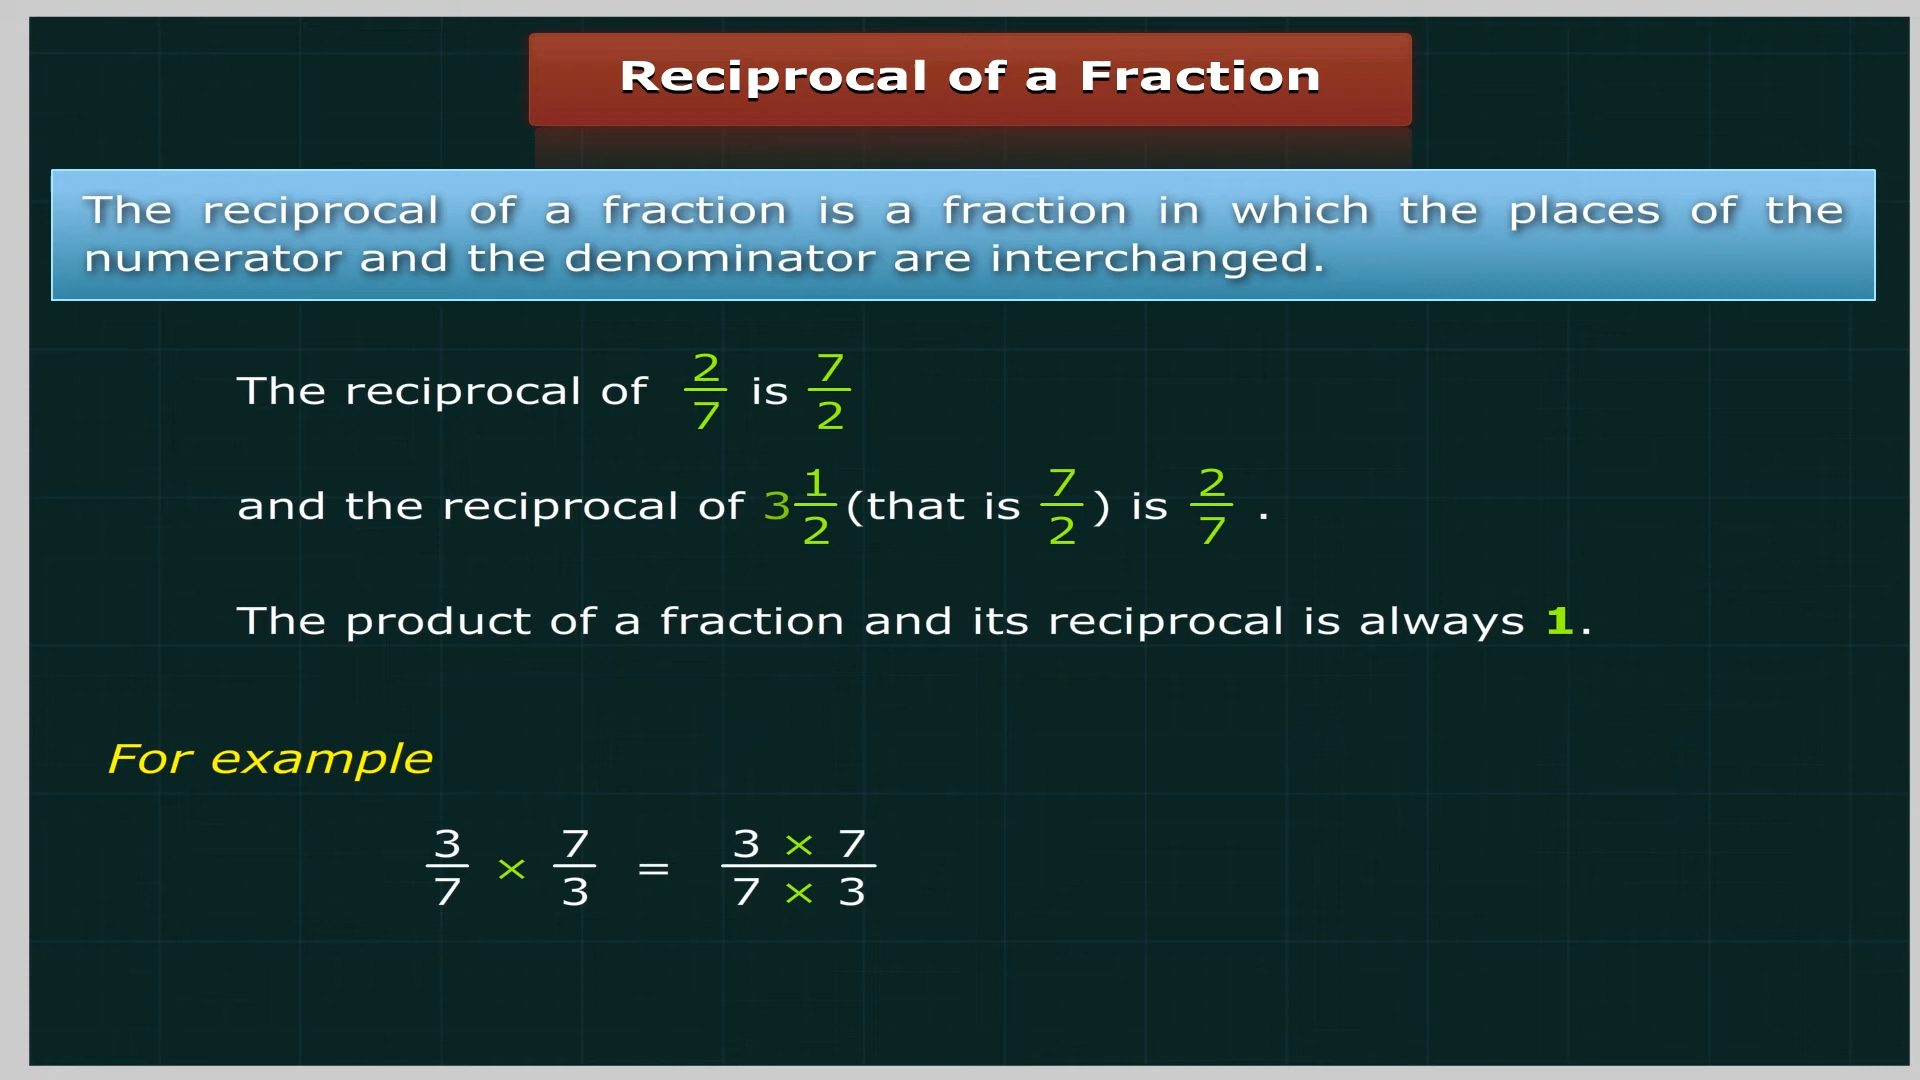 Reciprocal of a Fraction
The reciprocal of a fraction is a fraction in which the places of the
numerator and the denominator are interchanged.
The reciprocal of 2/7 is 7/2
and the reciprocal of 3 1/2 (that is 7/2) is 2/7 .
The product of a fraction and its reciprocal is always 1.
For example
3/7 × 7/3 = (3 × 7)/(7 × 3)